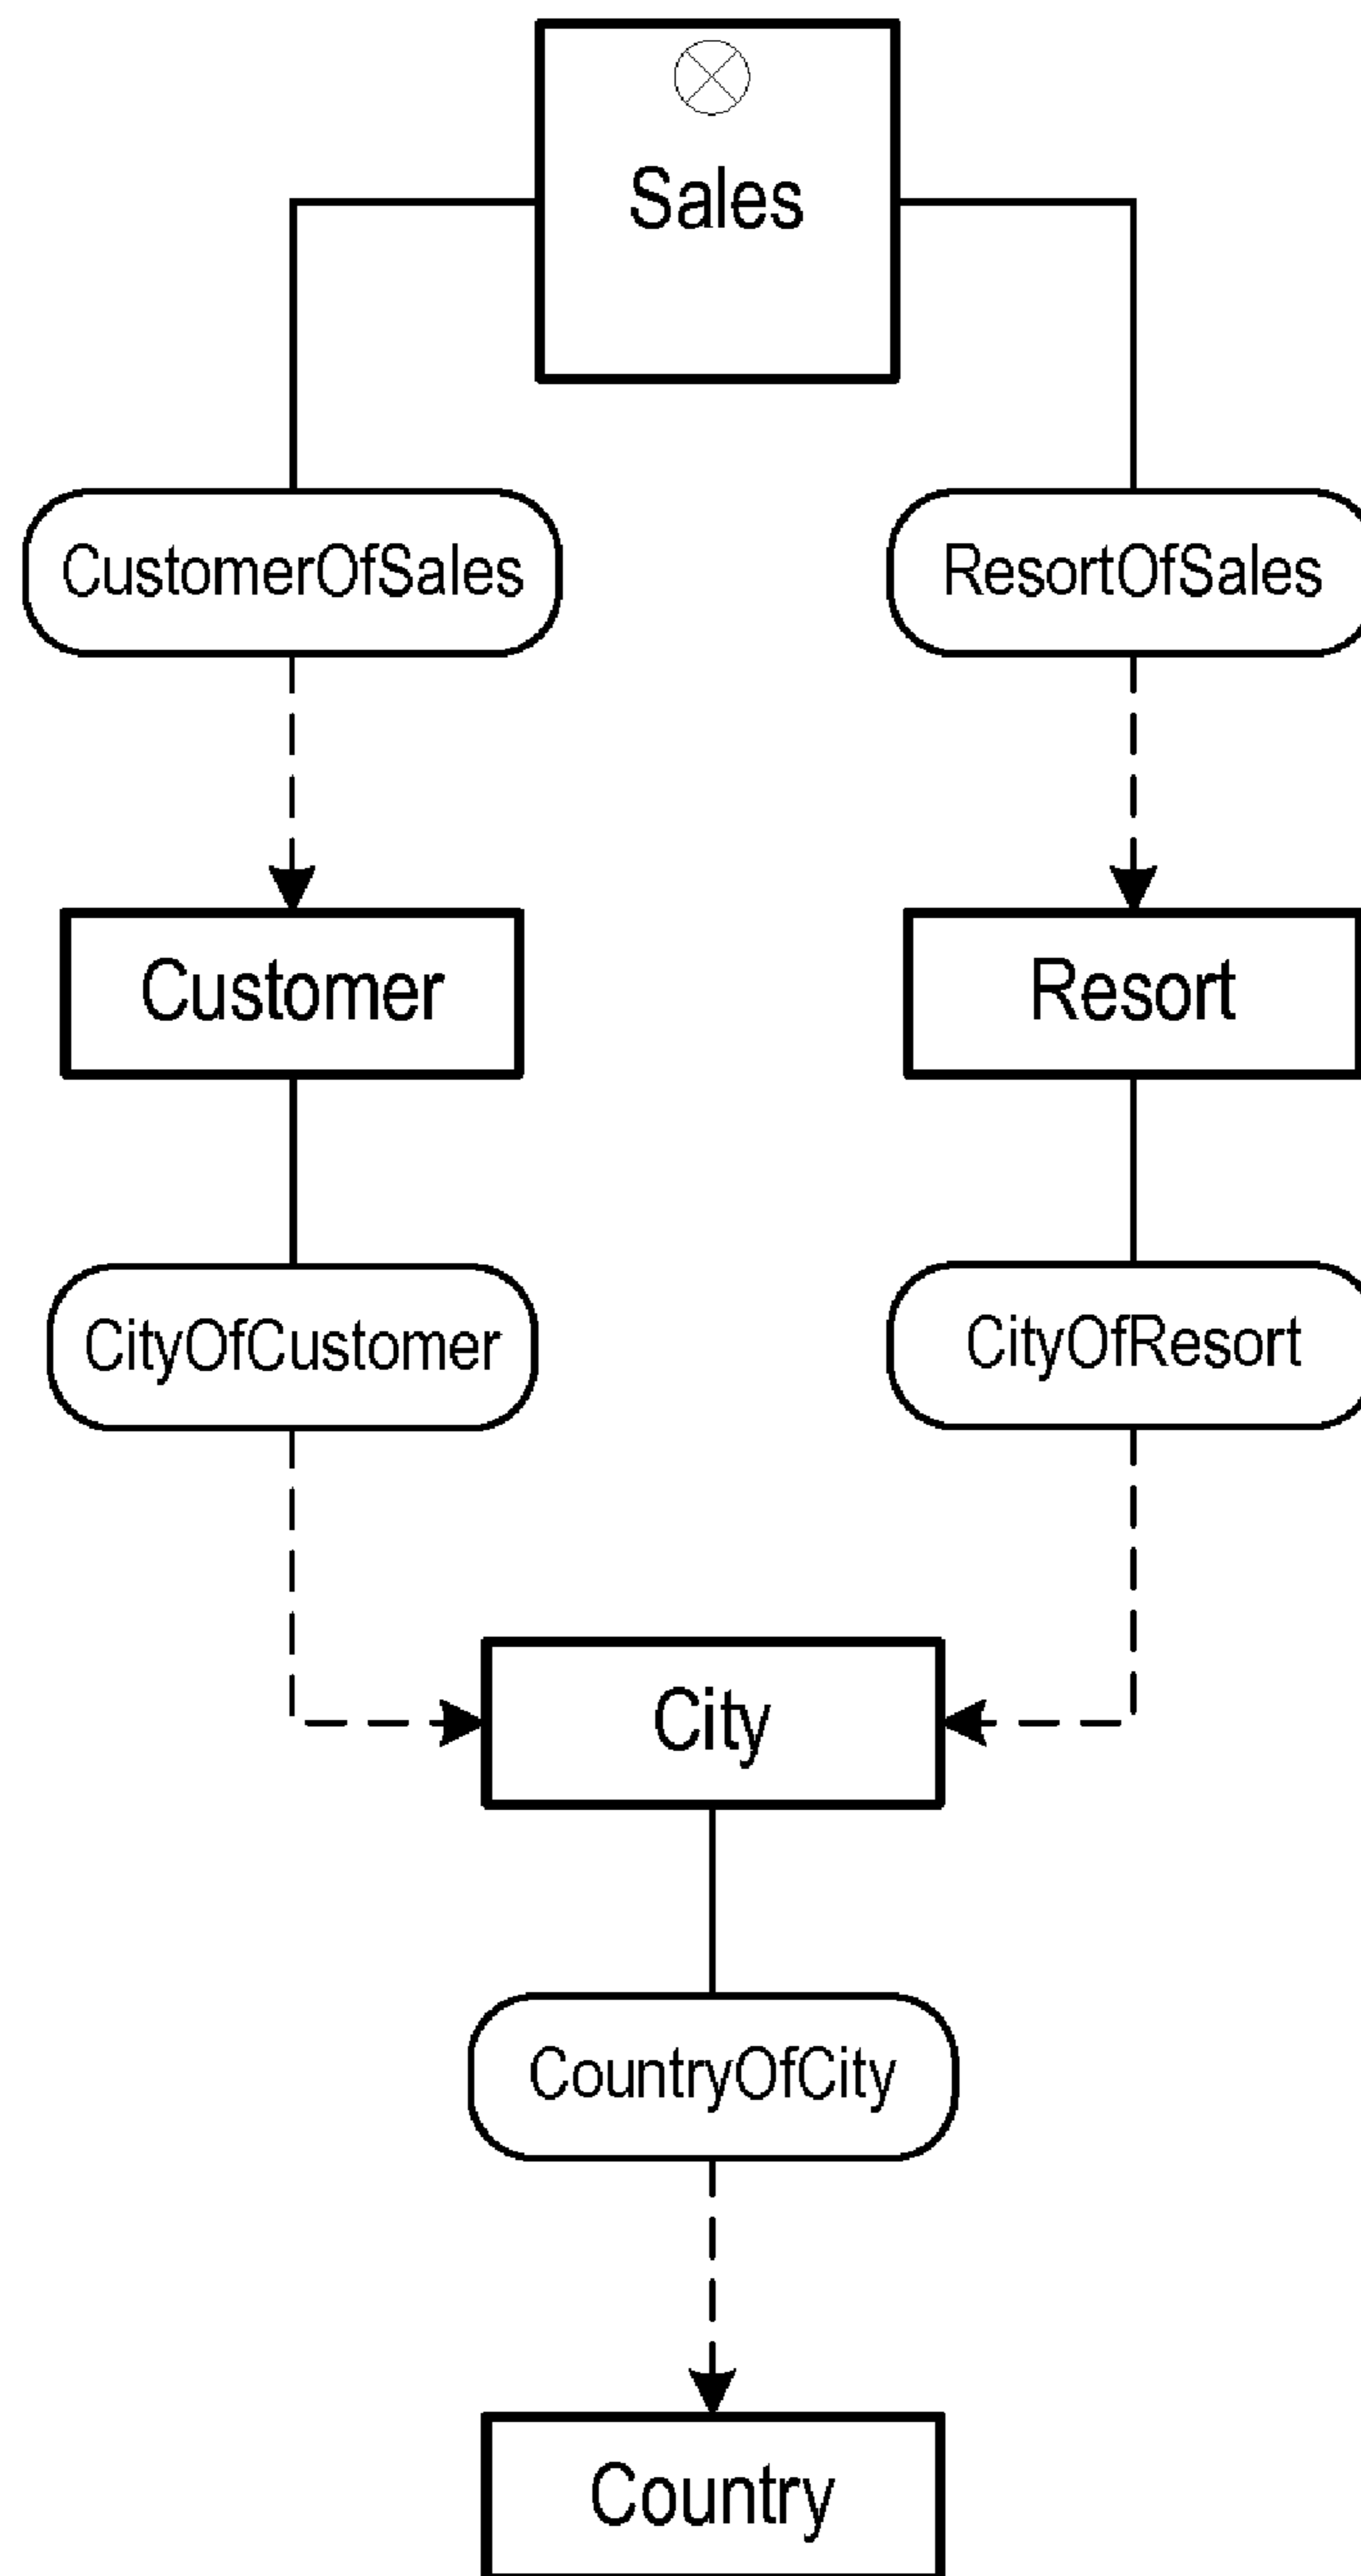 Sales
CustomerOfSales
ResortOfSales
Customer
Resort
CityOfCustomer
CityOfResort
City
CountryOfCity
Country